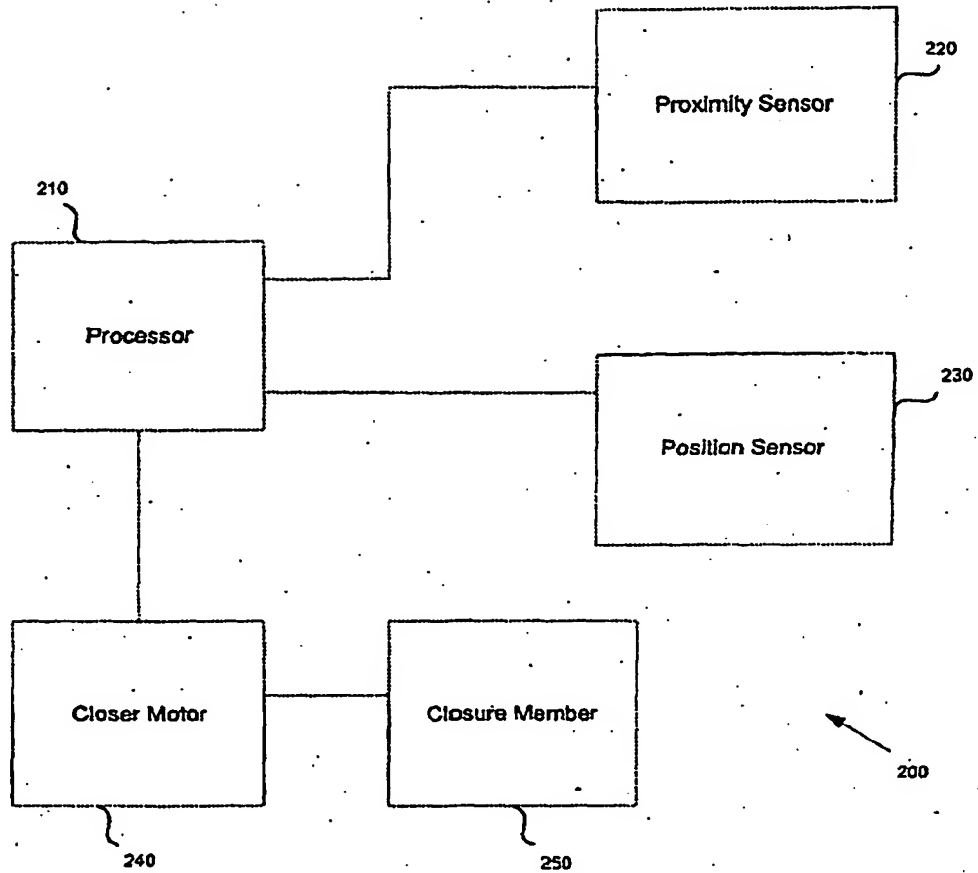 220
Proximity Sensor
210
Processor
230
Position Sensor
Closer Motor
Closure Member
200
240
250